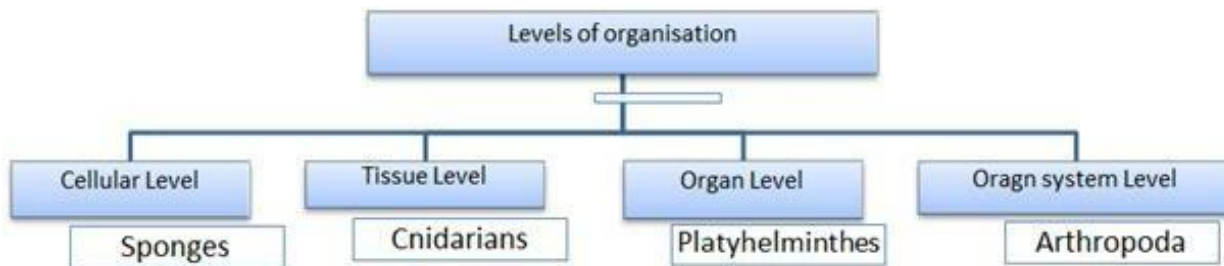 Levels of organisation
Cellular Level
Tissue Level
Organ Level
Oragn system Level
Sponges
Cnidarians
Platyhelminthes
Arthropoda